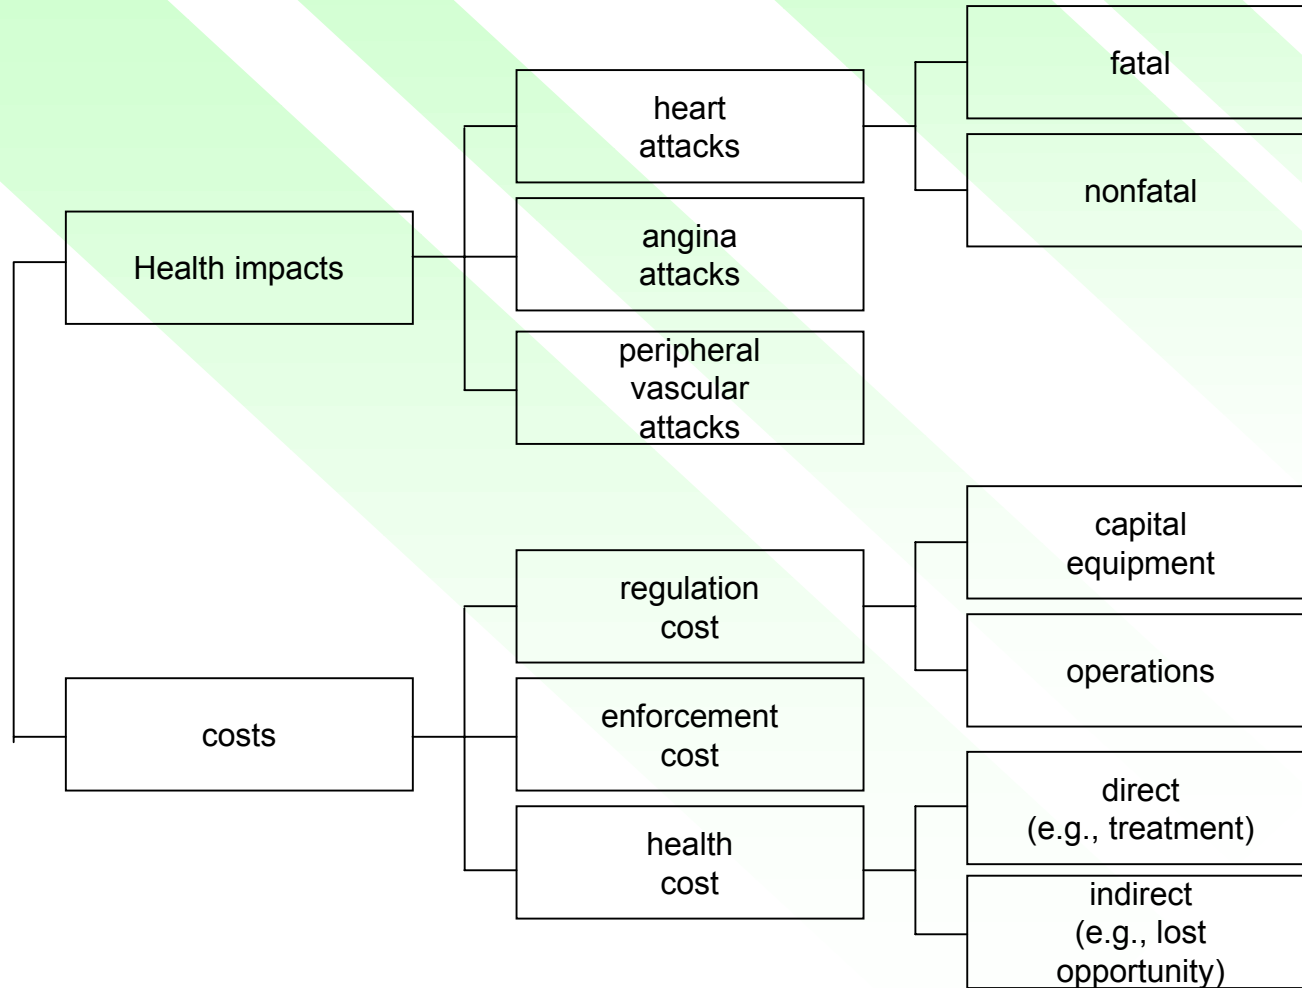 fatal
heart
attacks
nonfatal
Health impacts
angina
attacks
peripheral
vascular
attacks
capital
equipment
regulation
cost
operations
costs
enforcement
cost
direct
(e.g., treatment)
health
cost
indirect
(e.g., lost
opportunity)